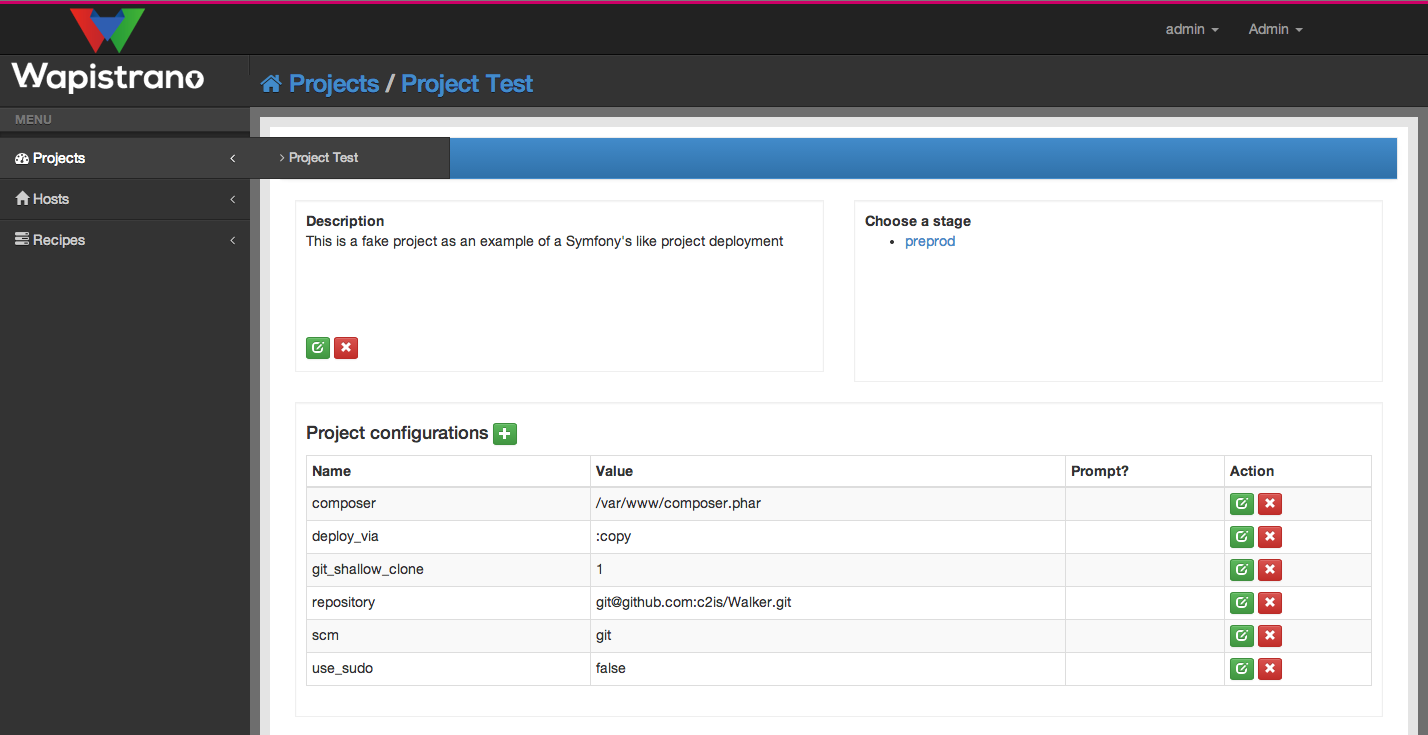 admin Admin
Wapistrano
Projects / Project Test
MENU
Projects
Project Test
Hosts
Recipes
Description
This is a fake project as an example of a Symfony's like project deployment
Choose a stage
preprod
Project configurations
Name Value Prompt? Action
composer /var/www/composer.phar
deploy_via :copy
git_shallow_clone 1
repository git@github.com:c2is/Walker.git
scm git
use_sudo false